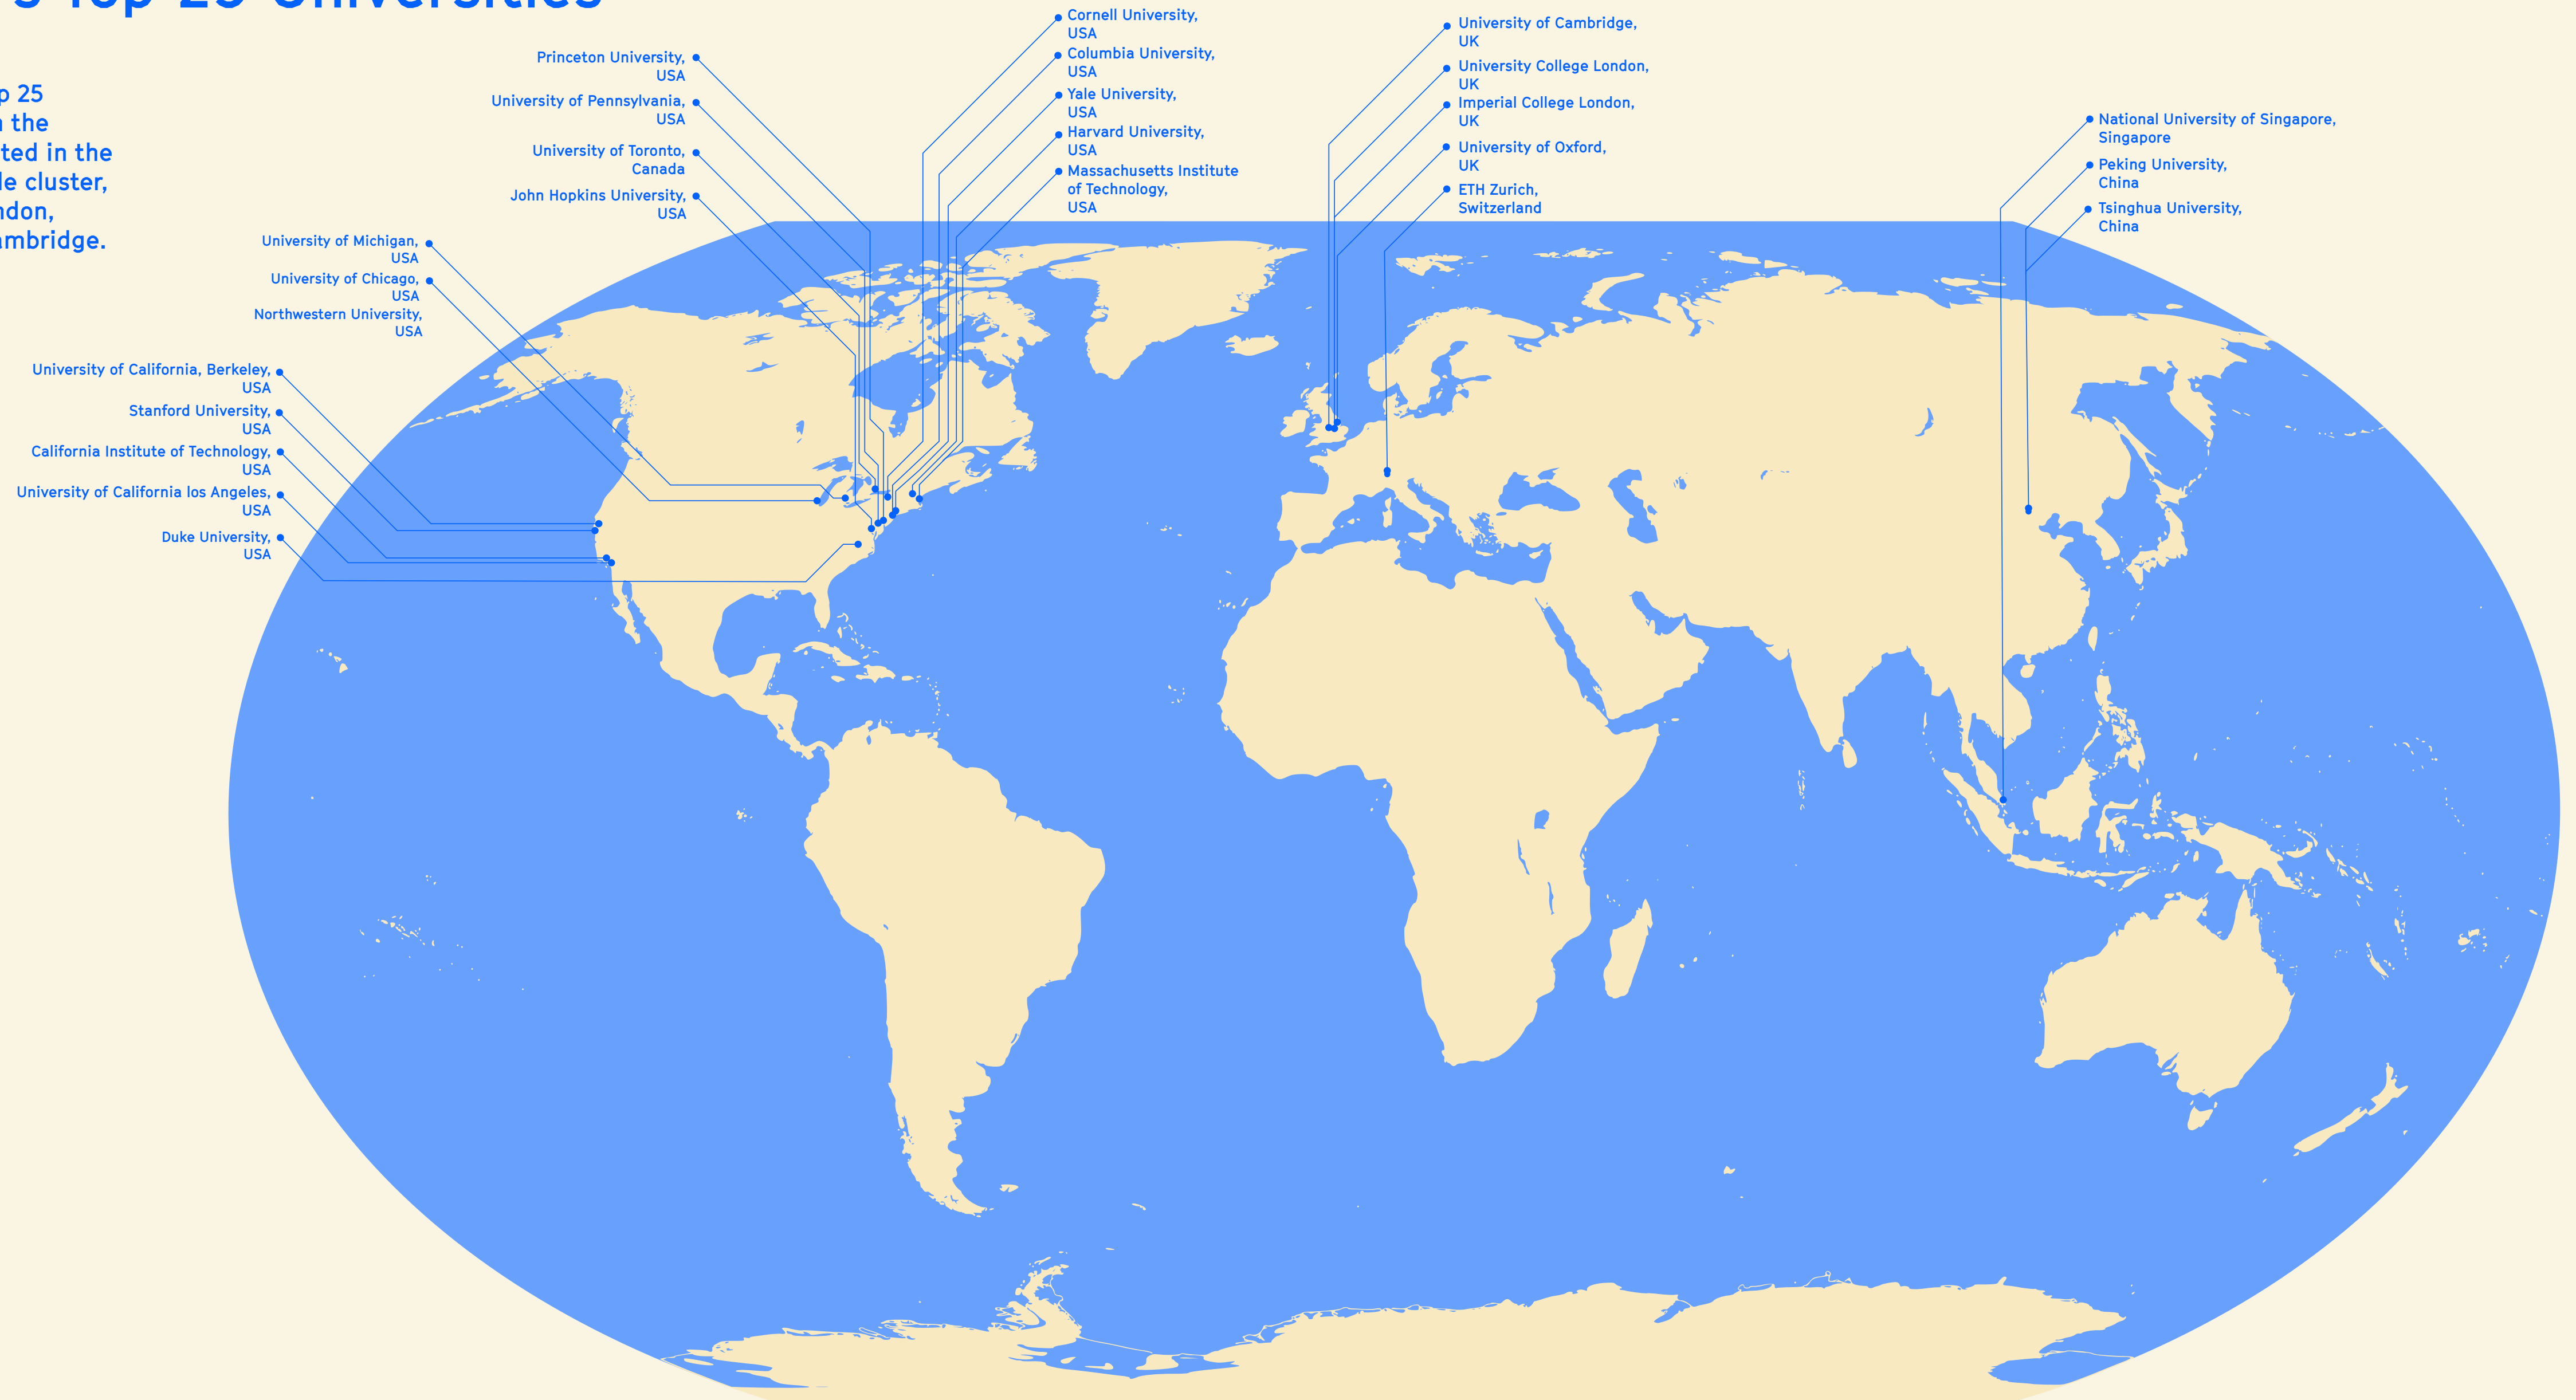 's Top 25 Universities
p 25
the
ted in the
le cluster,
ndon,
ambridge.
Princeton University,
USA
University of Pennsylvania,
USA
University of Toronto,
Canada
John Hopkins University,
USA
University of Michigan,
USA
University of Chicago,
USA
Northwestern University,
USA
University of California, Berkeley,
USA
Stanford University,
USA
California Institute of Technology,
USA
University of California los Angeles,
USA
Duke University,
USA
Cornell University,
USA
Columbia University,
USA
Yale University,
USA
Harvard University,
USA
Massachusetts Institute
of Technology,
USA
University of Cambridge,
UK
University College London,
UK
Imperial College London,
UK
University of Oxford,
UK
ETH Zurich,
Switzerland
National University of Singapore,
Singapore
Peking University,
China
Tsinghua University,
China